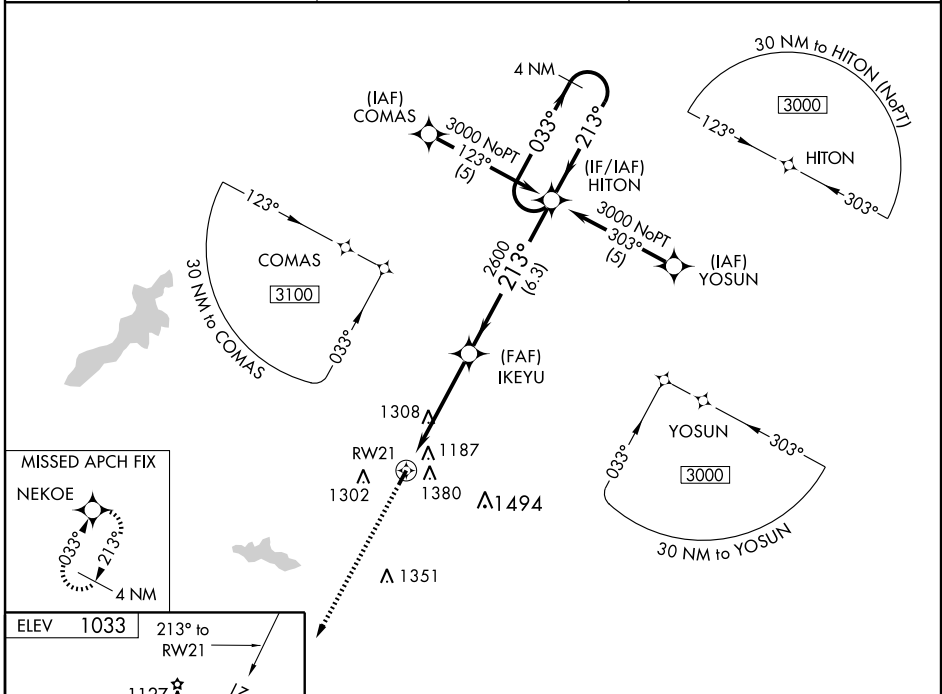 30 NM to HITON (NoPT)
3000
123°
HITON
303°
4 NM
033°
213°
(IAF)
COMAS
3000 NoPT
123°
(5)
(IF/IAF)
HITON
3000 NoPT
303°
(5)
(IAF)
YOSUN
123°
COMAS
3100
033°
30 NM to COMAS
2600
213°
(6.3)
(FAF)
IKEYU
1308
RW21
1187
1302
1380
1494
1351
YOSUN
303°
033°
3000
30 NM to YOSUN
MISSED APCH FIX
NEKOE
033°
213°
4 NM
ELEV 1033
213° to
RW21
1127